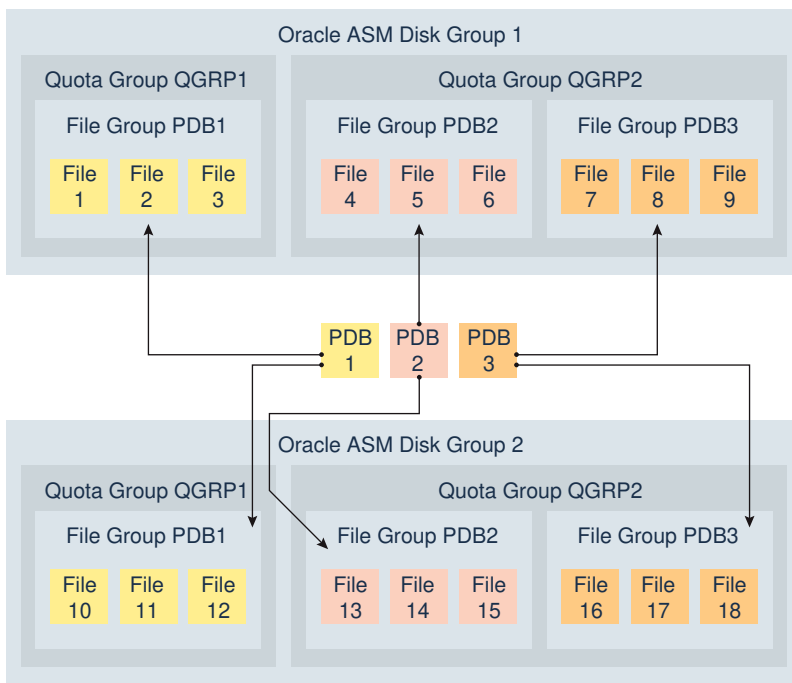 Oracle ASM Disk Group 1
Quota Group QGRP1
Quota Group QGRP2
File Group PDB1
File Group PDB2
File Group PDB3
File
1
File
2
File
3
File
4
File
5
File
6
File
7
File
8
File
9
PDB
1
PDB
2
PDB
3
Oracle ASM Disk Group 2
Quota Group QGRP1
Quota Group QGRP2
File Group PDB1
File Group PDB2
File Group PDB3
File
10
File
11
File
12
File
13
File
14
File
15
File
16
File
17
File
18